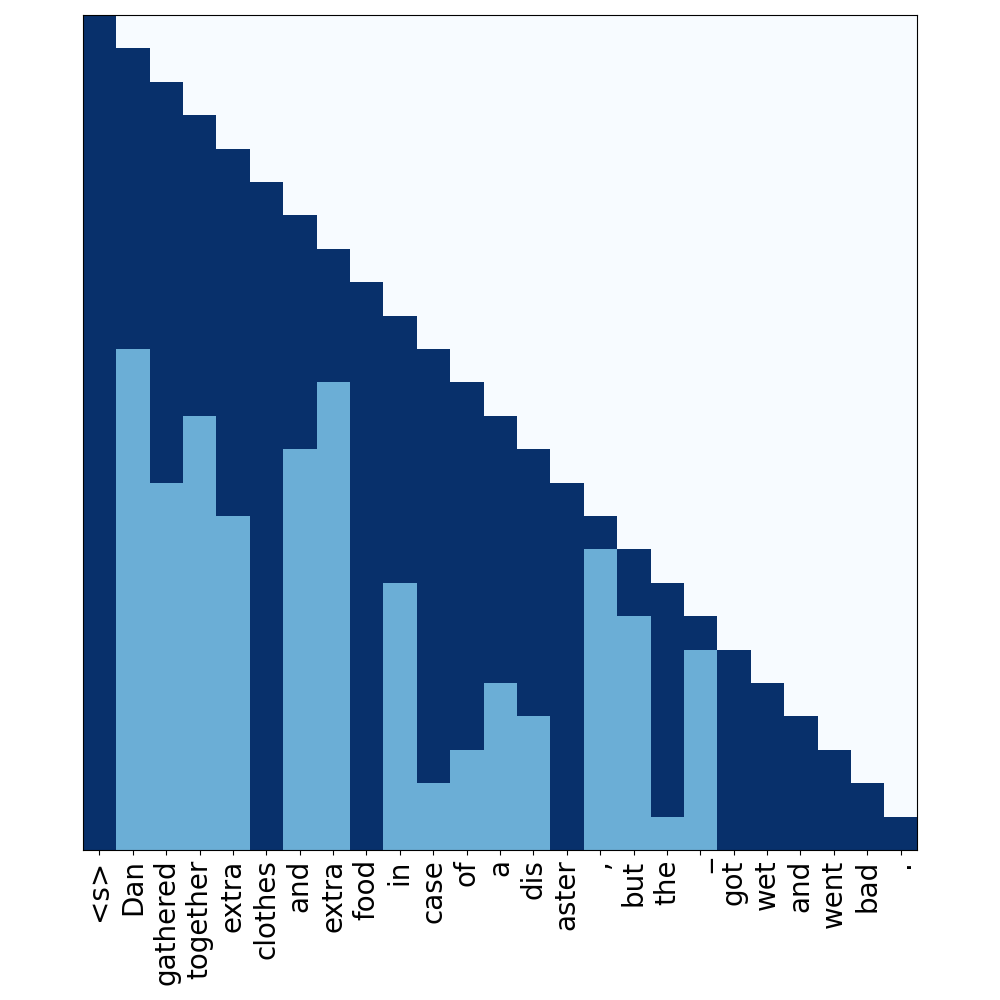 <s> Dan gathered together extra clothes and extra food in case of a dis aster , but the _ got wet and went bad .